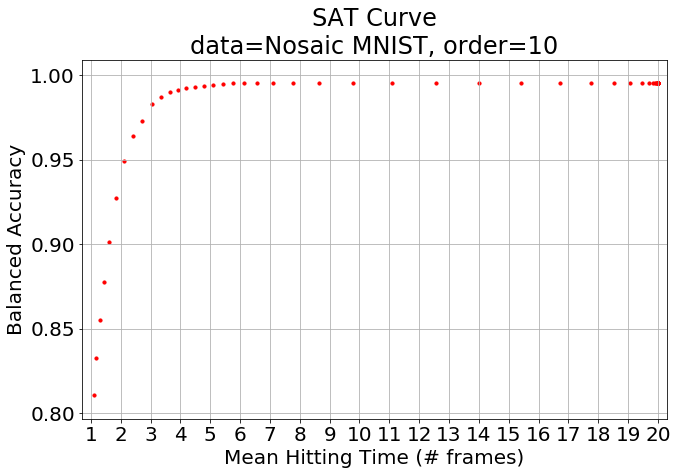 SAT Curve
data=Nosaic MNIST, order=10
1.00
0.95
0.90
0.85
0.80
Balanced Accuracy
1 2 3 4 5 6 7 8 9 10 11 12 13 14 15 16 17 18 19 20
Mean Hitting Time (# frames)